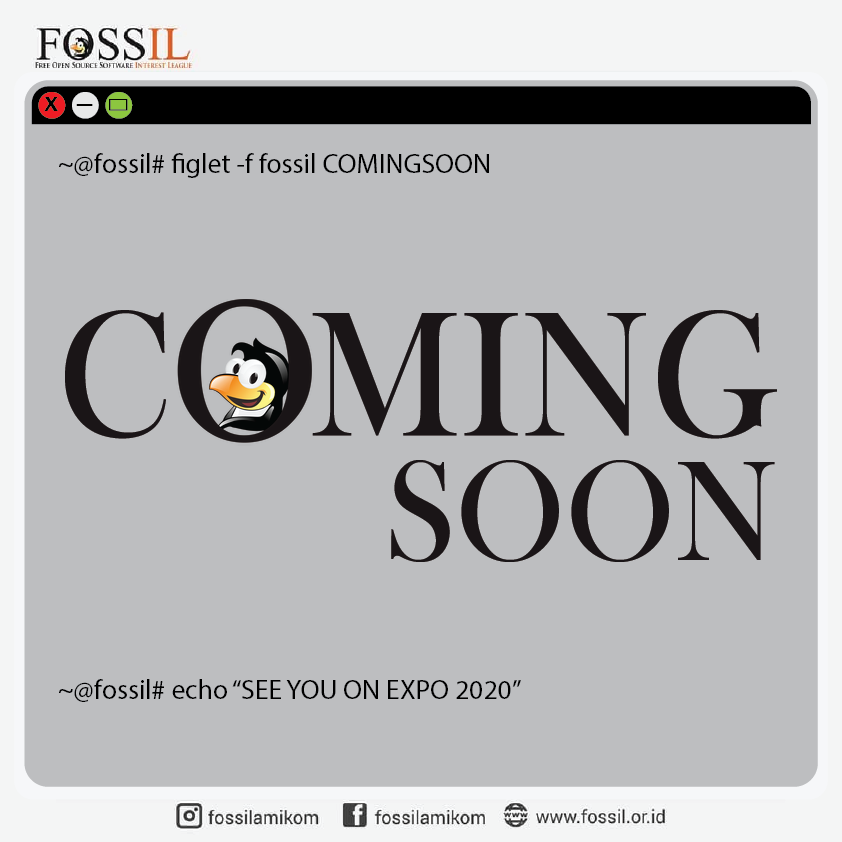 FOSSIL
FREE OPEN SOURCE SOFTWARE INTEREST LEAGUE
X
~@fossil# figlet -f fossil COMINGSOON
COMING
SOON
~@fossil# echo “SEE YOU ON EXPO 2020”
fossilamikom fossilamikom www.fossil.or.id